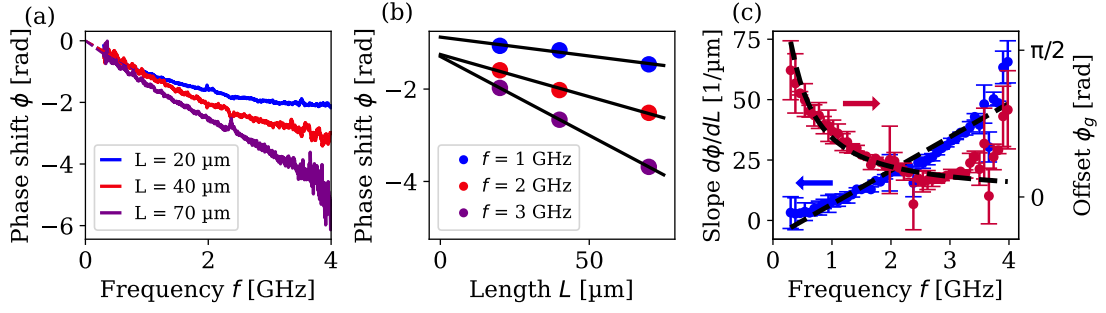 (a)
Phase shift ϕ [rad]
0
−2
−4
−6
L = 20 µm
L = 40 µm
L = 70 µm
0
2
4
Frequency f [GHz]
(b)
Phase shift ϕ [rad]
−2
−4
f = 1 GHz
f = 2 GHz
f = 3 GHz
0
50
Length L [µm]
(c)
Slope dϕ/dL [1/µm]
75
50
25
0
0
1
2
3
4
Frequency f [GHz]
π/2
0
Offset ϕg [rad]